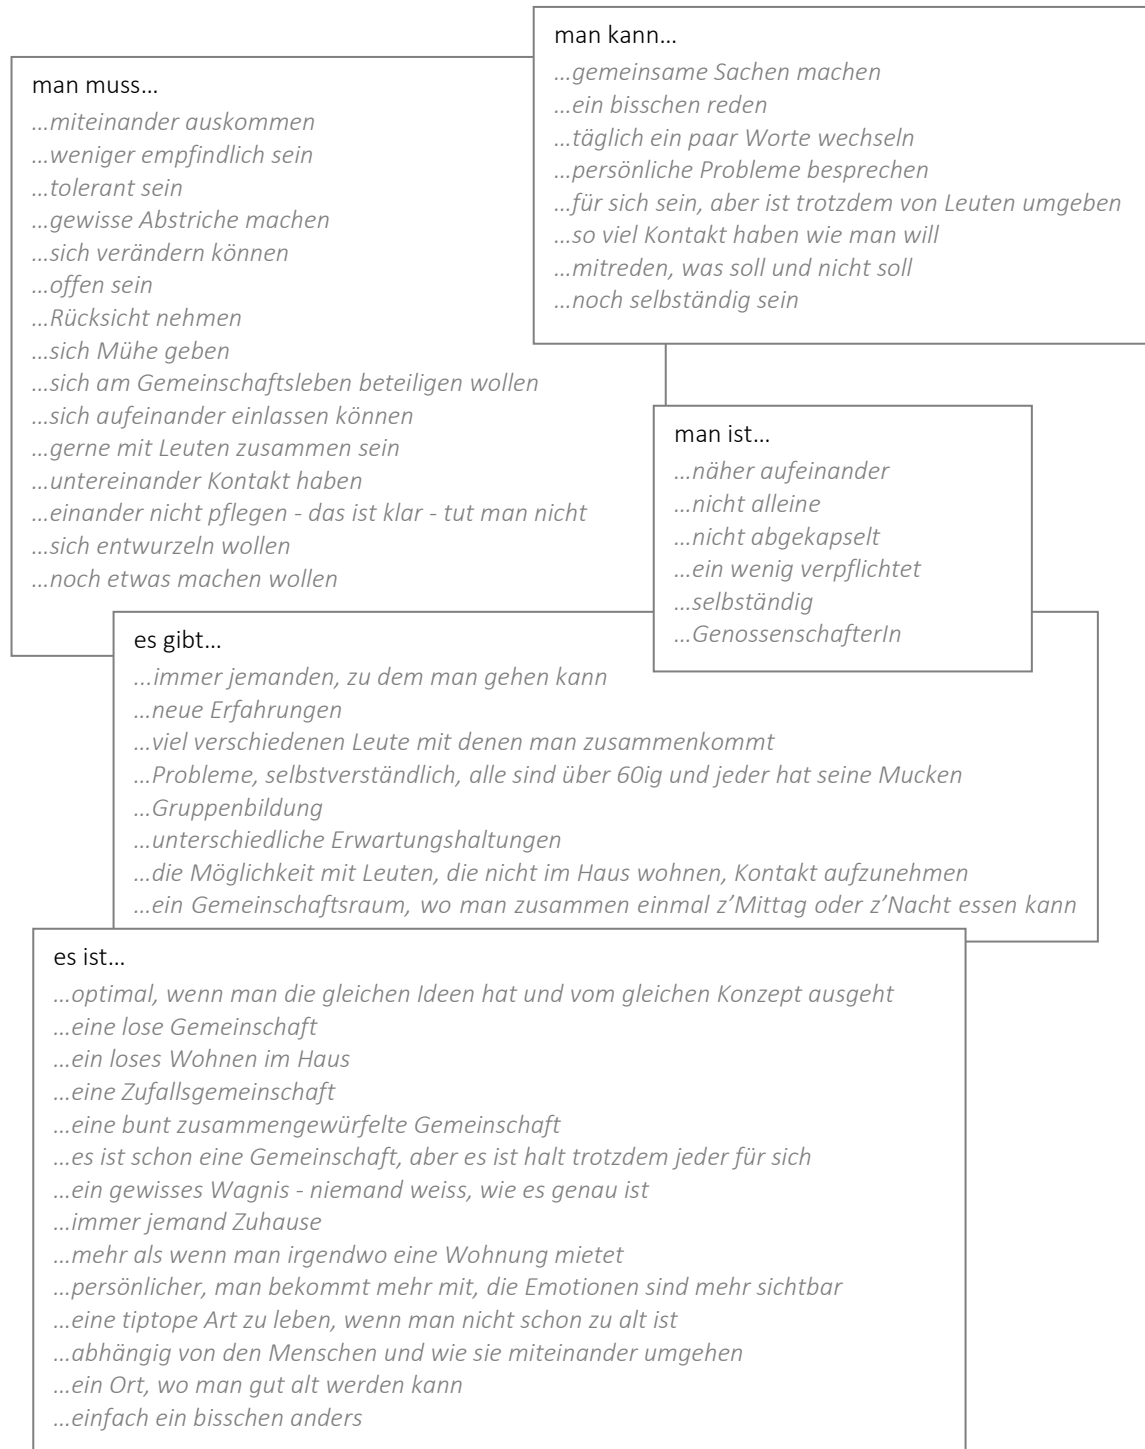 man muss...
...miteinander auskommen
...weniger empfindlich sein
...tolerant sein
...gewisse Abstriche machen
...sich verändern können
...offen sein
...Rücksicht nehmen
...sich Mühe geben
...sich am Gemeinschaftsleben beteiligen wollen
...sich aufeinander einlassen können
...gerne mit Leuten zusammen sein
...untereinander Kontakt haben
...einander nicht pflegen - das ist klar - tut man nicht
...sich entwurzeln wollen
...noch etwas machen wollen
man kann...
...gemeinsame Sachen machen
...ein bisschen reden
...täglich ein paar Worte wechseln
...persönliche Probleme besprechen
...für sich sein, aber ist trotzdem von Leuten umgeben
...so viel Kontakt haben wie man will
...mitreden, was soll und nicht soll
...noch selbständig sein
man ist...
...näher aufeinander
...nicht alleine
...nicht abgekapselt
...ein wenig verpflichtet
...selbständig
...GenossenschafterIn
es gibt...
...immer jemanden, zu dem man gehen kann
...neue Erfahrungen
...viel verschiedenen Leute mit denen man zusammenkommt
...Probleme, selbstverständlich, alle sind über 60ig und jeder hat seine Mucken
...Gruppenbildung
...unterschiedliche Erwartungshaltungen
...die Möglichkeit mit Leuten, die nicht im Haus wohnen, Kontakt aufzunehmen
...ein Gemeinschaftsraum, wo man zusammen einmal z’Mittag oder z’Nacht essen kann
es ist...
...optimal, wenn man die gleichen Ideen hat und vom gleichen Konzept ausgeht
...eine lose Gemeinschaft
...ein loses Wohnen im Haus
...eine Zufallsgemeinschaft
...eine bunt zusammengewürfelte Gemeinschaft
...es ist schon eine Gemeinschaft, aber es ist halt trotzdem jeder für sich
...ein gewisses Wagnis - niemand weiss, wie es genau ist
...immer jemand Zuhause
...mehr als wenn man irgendwo eine Wohnung mietet
...persönlicher, man bekommt mehr mit, die Emotionen sind mehr sichtbar
...eine tiptope Art zu leben, wenn man nicht schon zu alt ist
...abhängig von den Menschen und wie sie miteinander umgehen
...ein Ort, wo man gut alt werden kann
...einfach ein bisschen anders